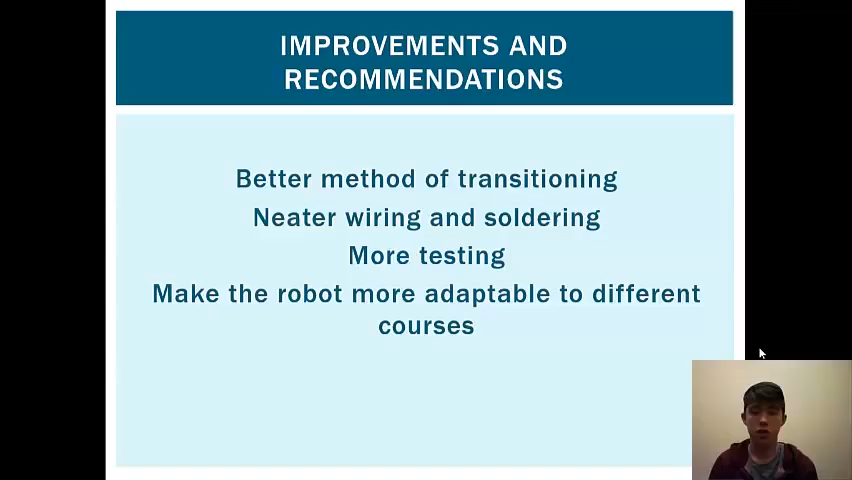 IMPROVEMENTS AND
RECOMMENDATIONS
Better method of transitioning
Neater wiring and soldering
More testing
Make the robot more adaptable to different
courses